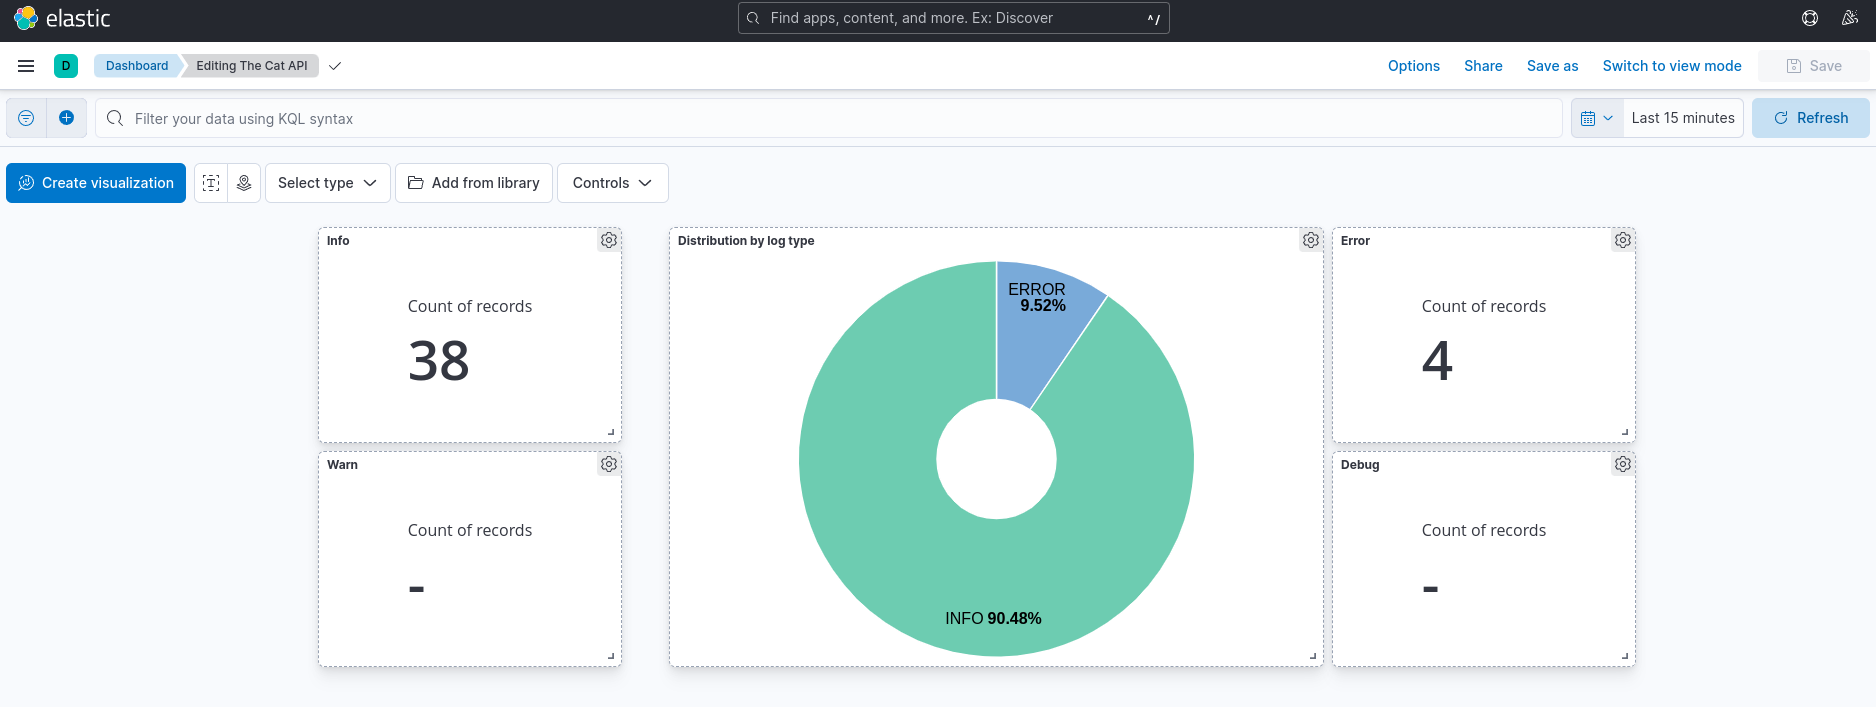 elastic
Find apps, content, and more. Ex: Discover
^/
D
Dashboard
Editing The Cat API
Options
Share
Save as
Switch to view mode
Save
Filter your data using KQL syntax
Last 15 minutes
Refresh
Create visualization
Select type
Add from library
Controls
Info
Count of records
38
Distribution by log type
ERROR
9.52%
INFO 90.48%
Error
Count of records
4
Warn
Count of records
-
Debug
Count of records
-